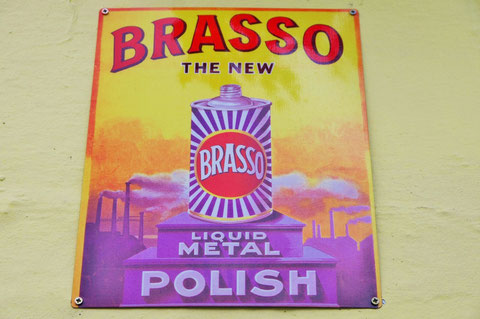 BRASSO
THE NEW
BRASSO
LIQUID
METAL
POLISH